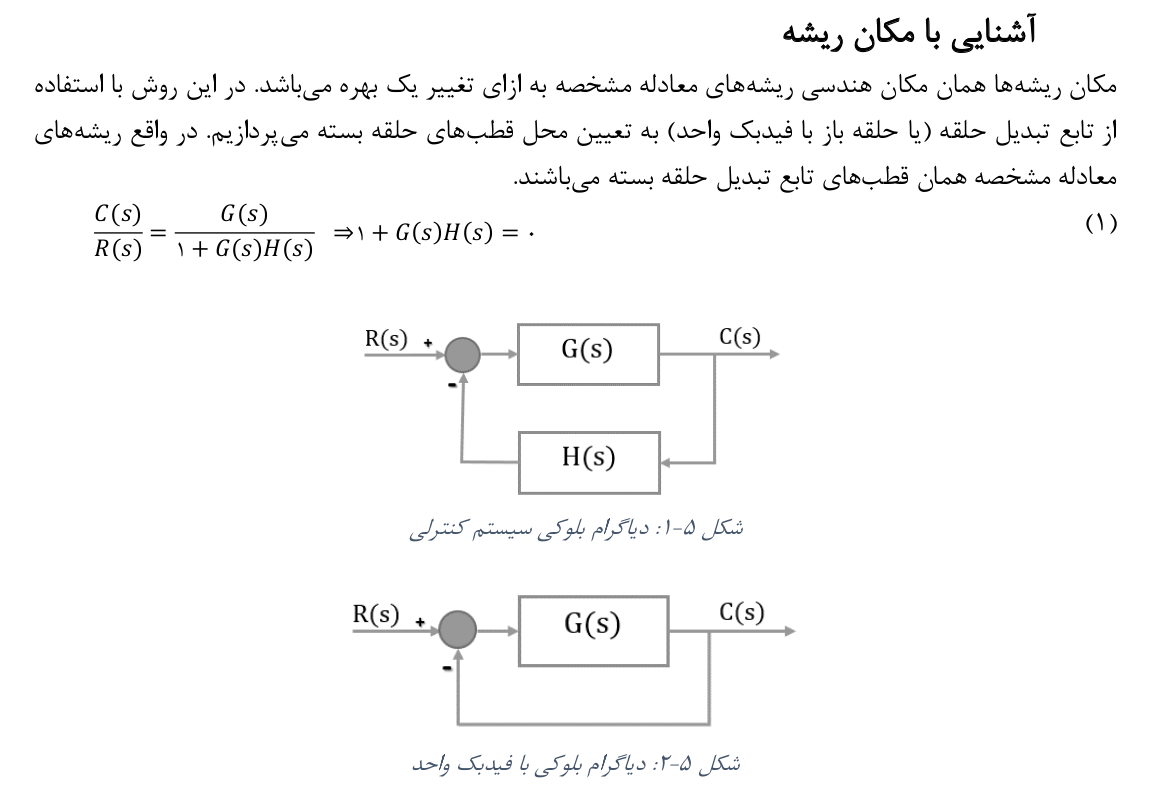 آشنایی با مکان ریشه
مکان ریشه‌ها همان مکان هندسی ریشه‌های معادله مشخصه به ازای تغییر یک بهره می‌باشد. در این روش با استفاده
از تابع تبدیل حلقه (یا حلقه باز با فیدبک واحد) به تعیین محل قطب‌های حلقه بسته می‌پردازیم. در واقع ریشه‌های
معادله مشخصه همان قطب‌های تابع تبدیل حلقه بسته می‌باشند.
(۱)
C(s)/R(s) = G(s)/(۱ + G(s)H(s)) ⇒ ۱ + G(s)H(s) = ۰
R(s) + G(s) C(s)
-
H(s)
شکل ۵-۱: دیاگرام بلوکی سیستم کنترلی
R(s) + G(s) C(s)
-
شکل ۵-۲: دیاگرام بلوکی با فیدبک واحد